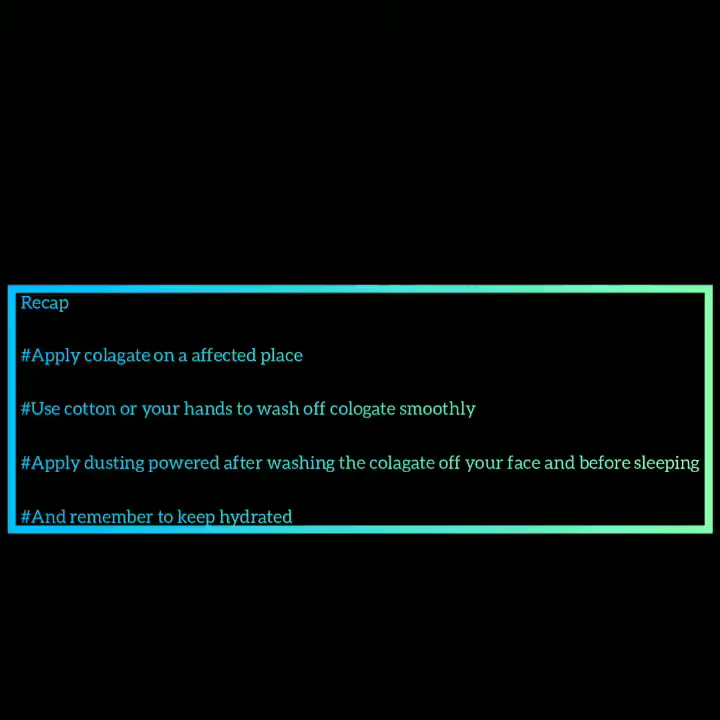 Recap
#Apply colagate on a affected place
#Use cotton or your hands to wash off cologate smoothly
#Apply dusting powered after washing the colagate off your face and before sleeping
#And remember to keep hydrated